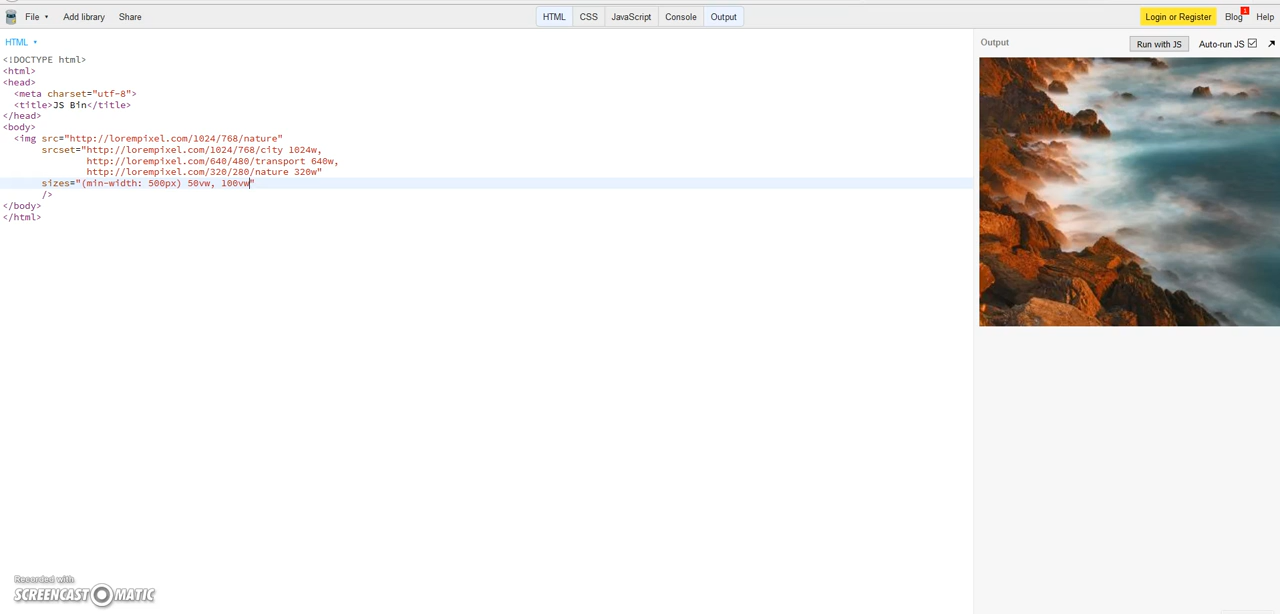 File ▾ Add library Share HTML CSS JavaScript Console Output Login or Register Blog 1 Help
HTML ▾
Output Run with JS Auto-run JS
<!DOCTYPE html>
<html>
<head>
<meta charset="utf-8">
<title>JS Bin</title>
</head>
<body>
<img src="http://lorempixel.com/1024/768/nature"
srcset="http://lorempixel.com/1024/768/city 1024w,
http://lorempixel.com/640/480/transport 640w,
http://lorempixel.com/320/280/nature 320w"
sizes="(min-width: 500px) 50vw, 100vw"
/>
</body>
</html>
Recorded with
SCREENCAST O MATIC